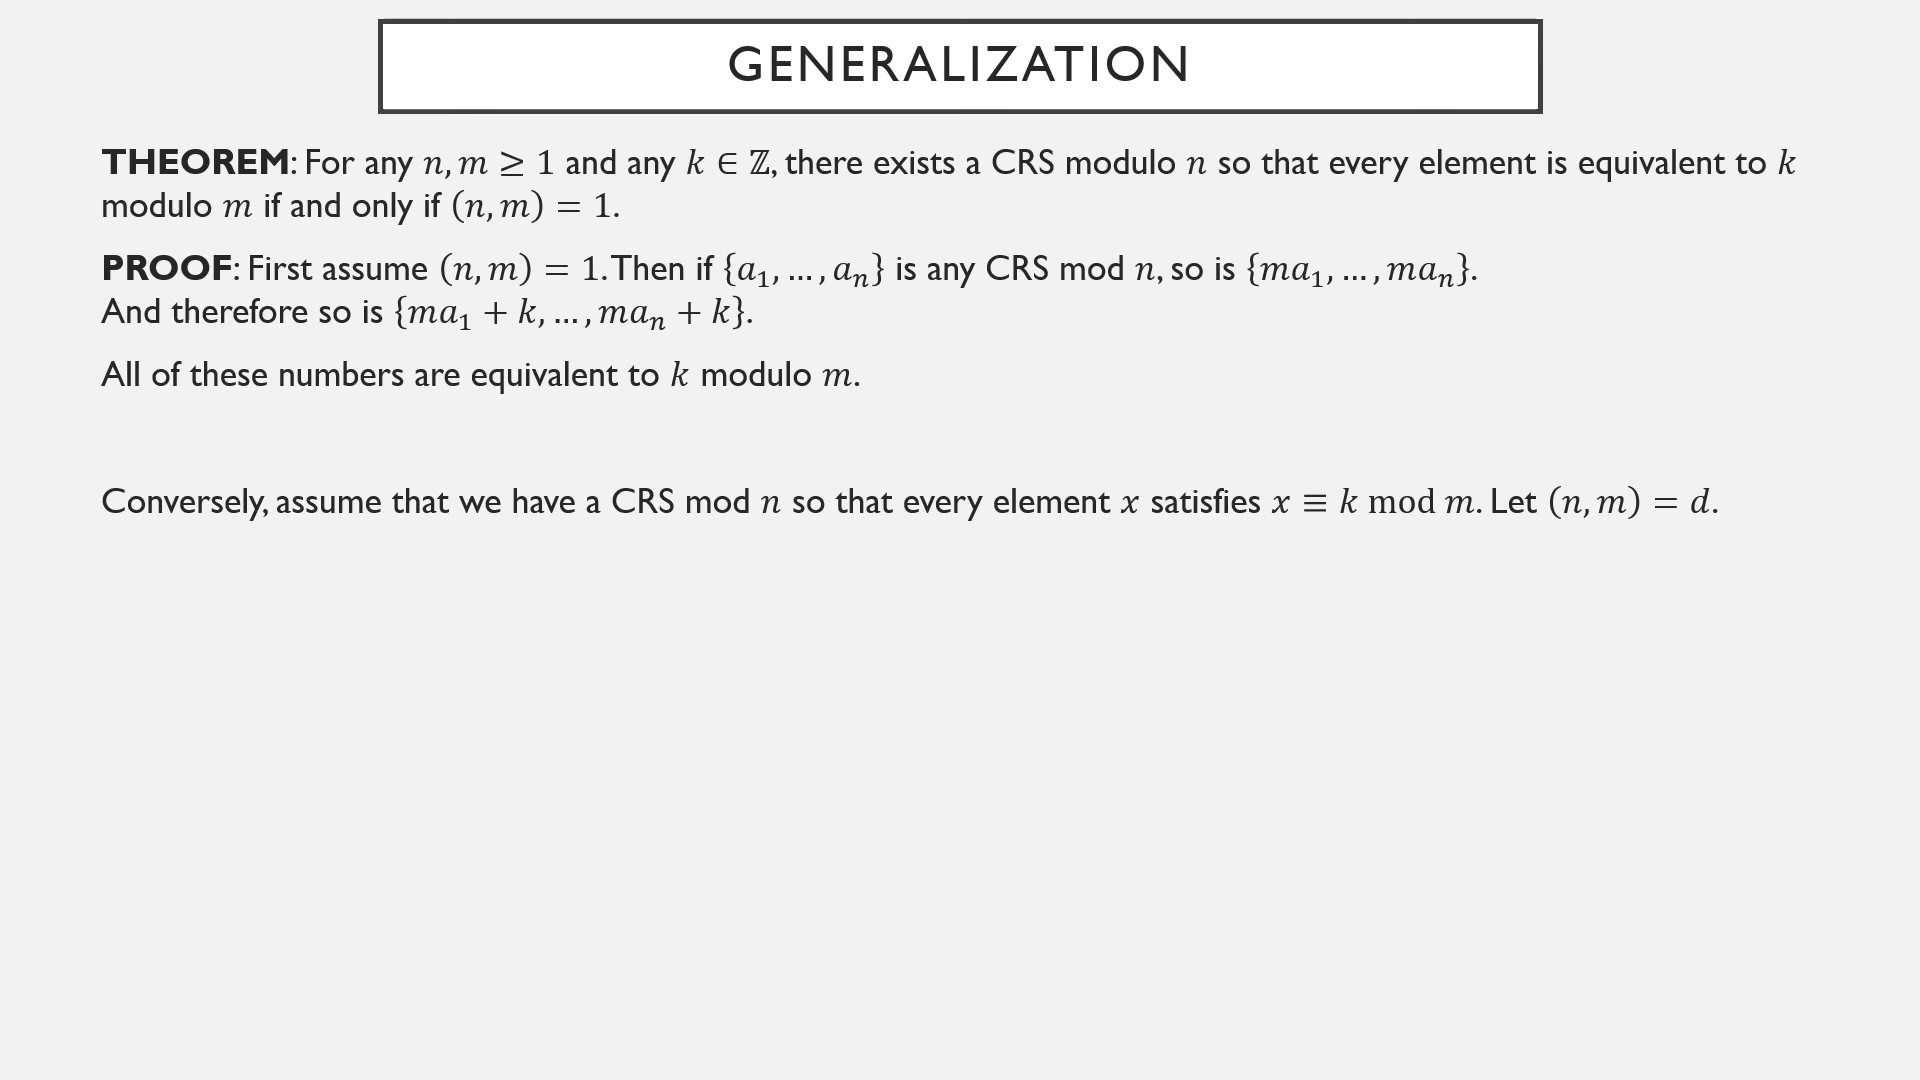 GENERALIZATION
THEOREM: For any n, m ≥ 1 and any k ∈ ℤ, there exists a CRS modulo n so that every element is equivalent to k
modulo m if and only if (n, m) = 1.
PROOF: First assume (n, m) = 1. Then if {a₁, … , aₙ} is any CRS mod n, so is {ma₁, … , maₙ}.
And therefore so is {ma₁ + k, … , maₙ + k}.
All of these numbers are equivalent to k modulo m.
Conversely, assume that we have a CRS mod n so that every element x satisfies x ≡ k mod m. Let (n, m) = d.